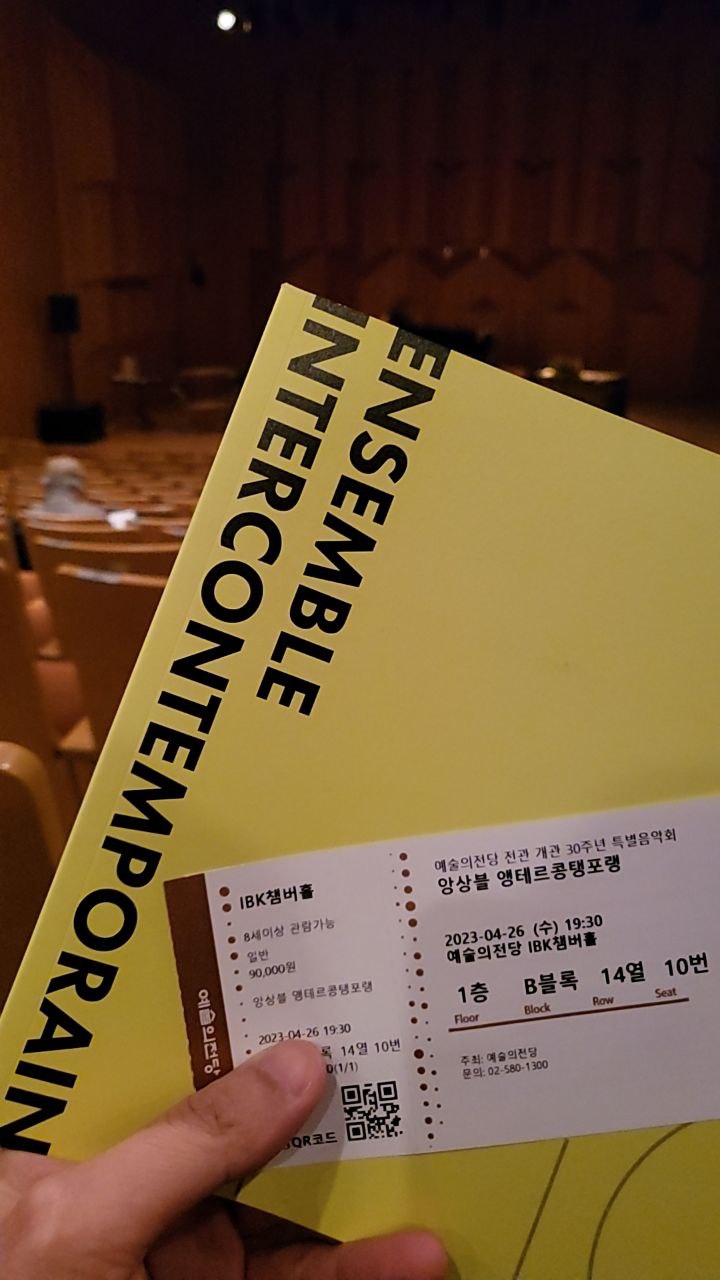 ENSEMBLE
INTERCONTEMPORAIN
예술의전당
IBK챔버홀
8세이상 관람가능
일반
90,000원
앙상블 앵테르콩탱포랭
2023-04-26 19:30
14열 10번
(1/1)
QR코드
예술의전당 전관 개관 30주년 특별음악회
앙상블 앵테르콩탱포랭
2023-04-26 (수) 19:30
예술의전당 IBK챔버홀
1층 B블록 14열 10번
Floor Block Row Seat
주최: 예술의전당
문의: 02-580-1300